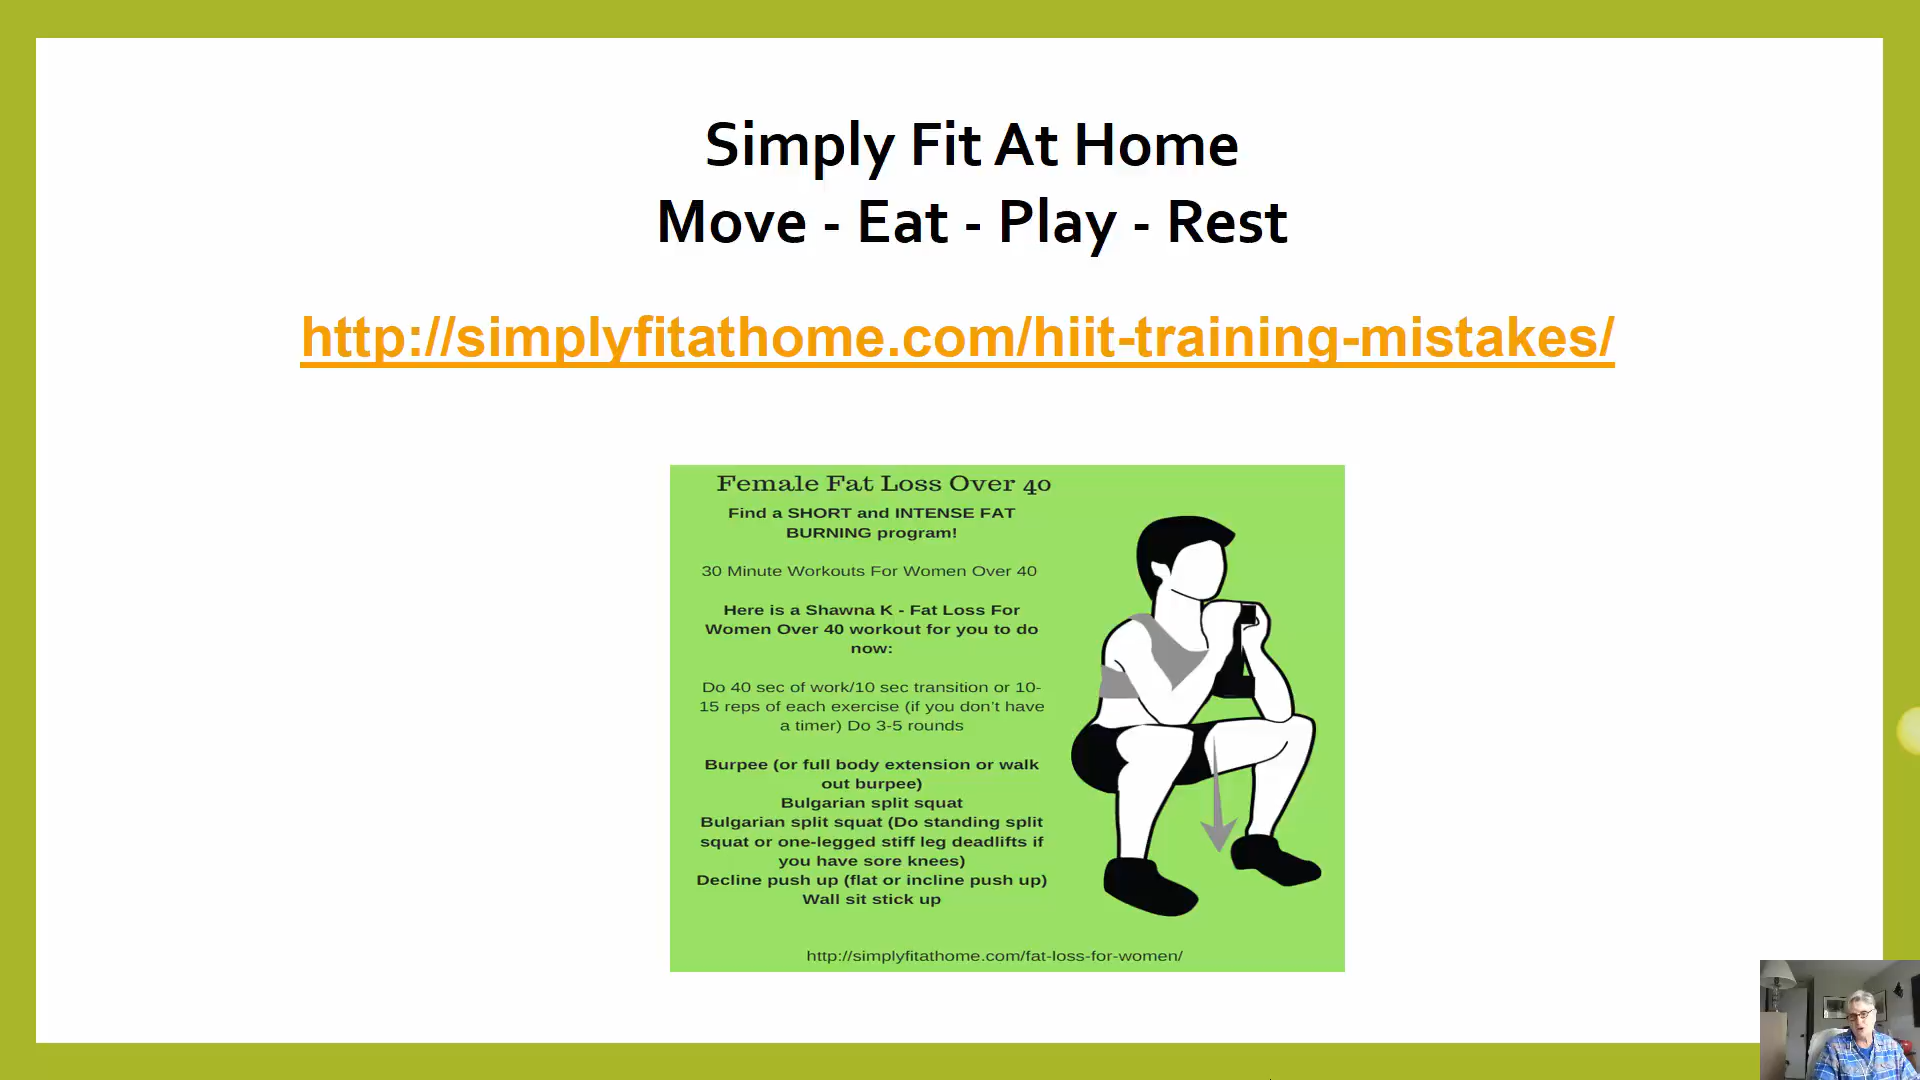 Simply Fit At Home
Move - Eat - Play - Rest
http://simplyfitathome.com/hiit-training-mistakes/
Female Fat Loss Over 40
Find a SHORT and INTENSE FAT
BURNING program!
30 Minute Workouts For Women Over 40
Here is a Shawna K - Fat Loss For
Women Over 40 workout for you to do
now:
Do 40 sec of work/10 sec transition or 10-
15 reps of each exercise (if you don't have
a timer) Do 3-5 rounds
Burpee (or full body extension or walk
out burpee)
Bulgarian split squat
Bulgarian split squat (Do standing split
squat or one-legged stiff leg deadlifts if
you have sore knees)
Decline push up (flat or incline push up)
Wall sit stick up
http://simplyfitathome.com/fat-loss-for-women/